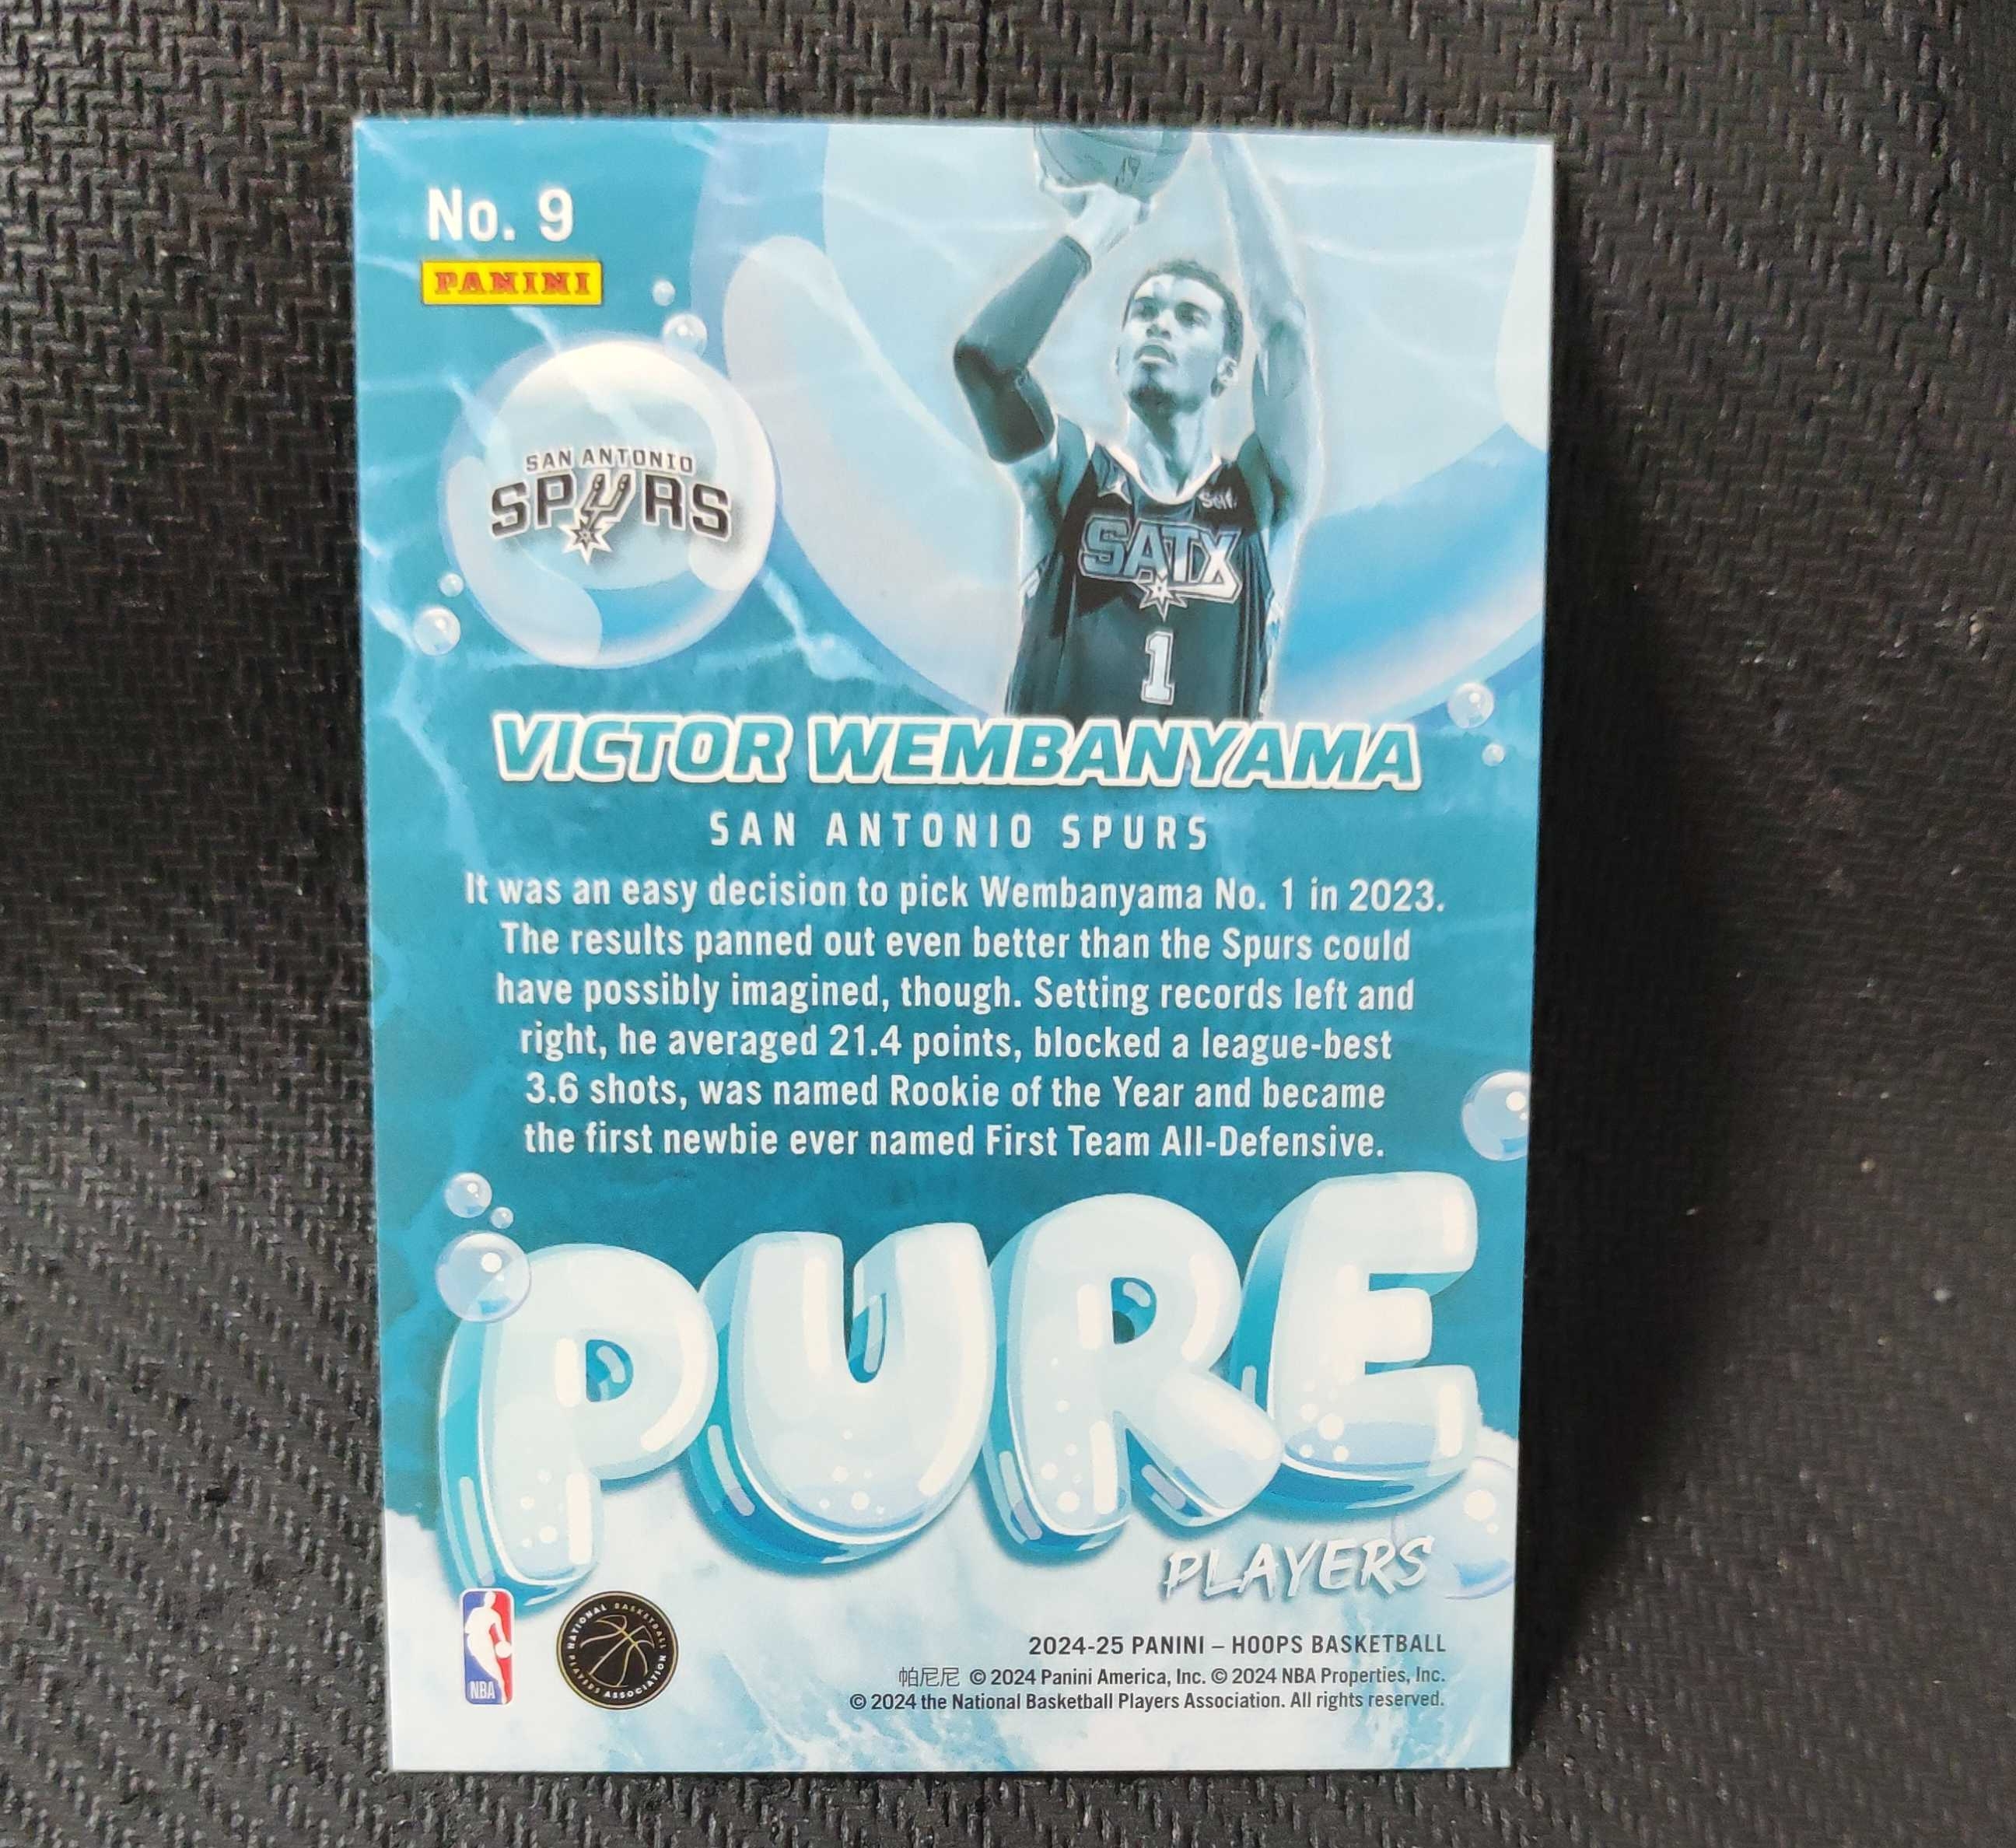 No. 9
PANINI
SAN ANTONIO
SPURS
SATX
1
VICTOR WEMBANYAMA
SAN ANTONIO SPURS
It was an easy decision to pick Wembanyama No. 1 in 2023.
The results panned out even better than the Spurs could
have possibly imagined, though. Setting records left and
right, he averaged 21.4 points, blocked a league-best
3.6 shots, was named Rookie of the Year and became
the first newbie ever named First Team All-Defensive.
PURE
PLAYERS
NBA
NATIONAL BASKETBALL
PLAYERS ASSOCIATION
2024-25 PANINI – HOOPS BASKETBALL
帕尼尼 © 2024 Panini America, Inc. © 2024 NBA Properties, Inc.
© 2024 the National Basketball Players Association. All rights reserved.